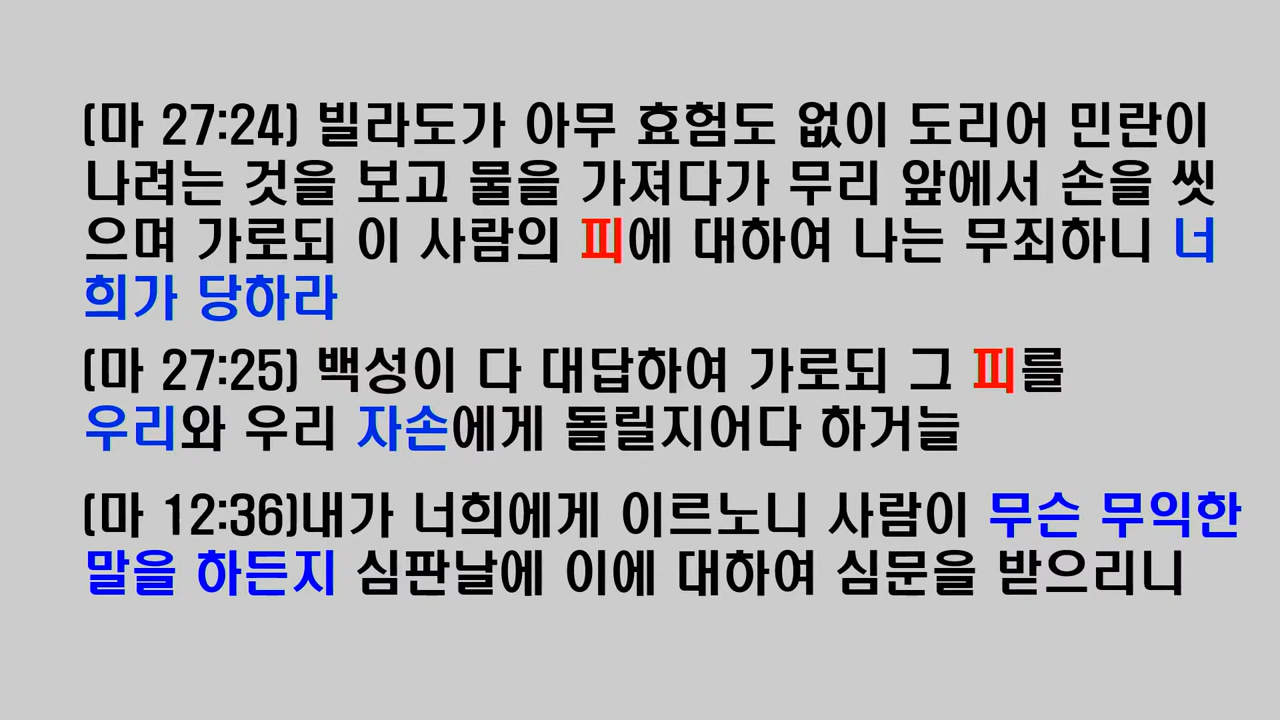 (마 27:24) 빌라도가 아무 효험도 없이 도리어 민란이
나려는 것을 보고 물을 가져다가 무리 앞에서 손을 씻
으며 가로되 이 사람의 피에 대하여 나는 무죄하니 너
희가 당하라
(마 27:25) 백성이 다 대답하여 가로되 그 피를
우리와 우리 자손에게 돌릴지어다 하거늘
(마 12:36)내가 너희에게 이르노니 사람이 무슨 무익한
말을 하든지 심판날에 이에 대하여 심문을 받으리니